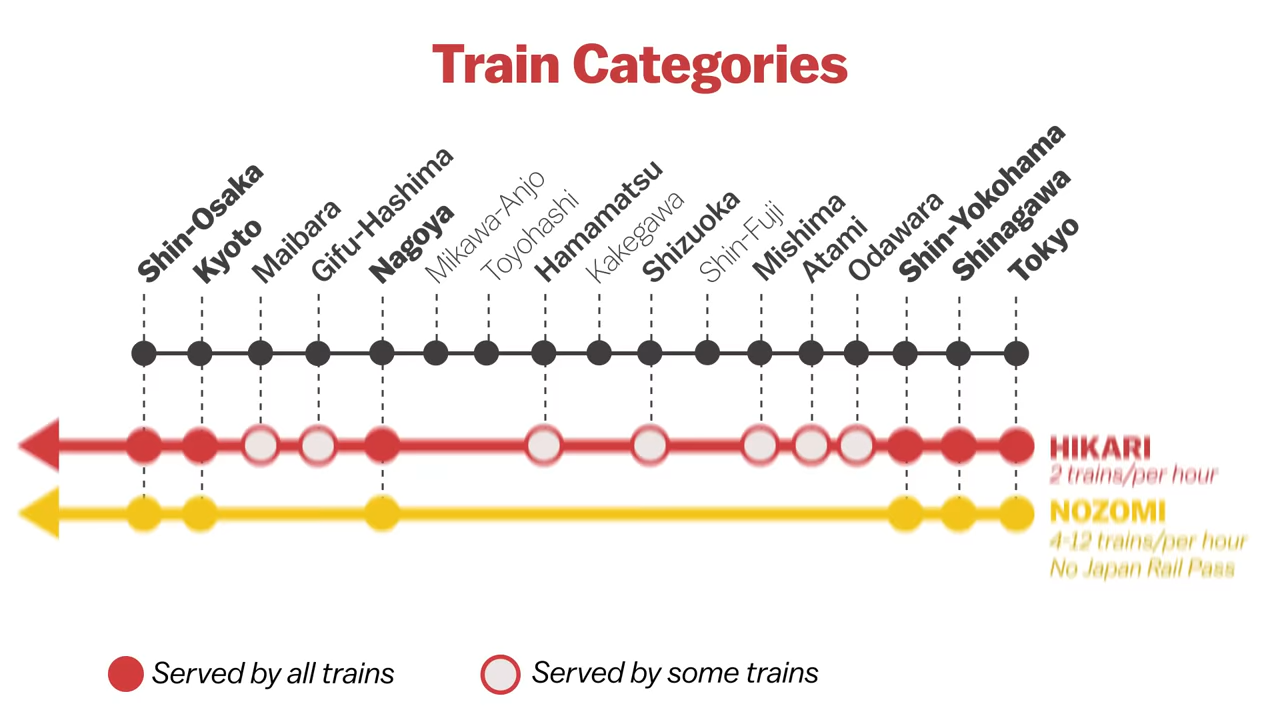 Train Categories
Shin-Osaka
Kyoto
Maibara
Gifu-Hashima
Nagoya
Mikawa-Anjo
Toyohashi
Hamamatsu
Kakegawa
Shizuoka
Shin-Fuji
Mishima
Atami
Odawara
Shin-Yokohama
Shinagawa
Tokyo
HIKARI
2 trains/per hour
NOZOMI
4-12 trains/per hour
No Japan Rail Pass
Served by all trains
Served by some trains